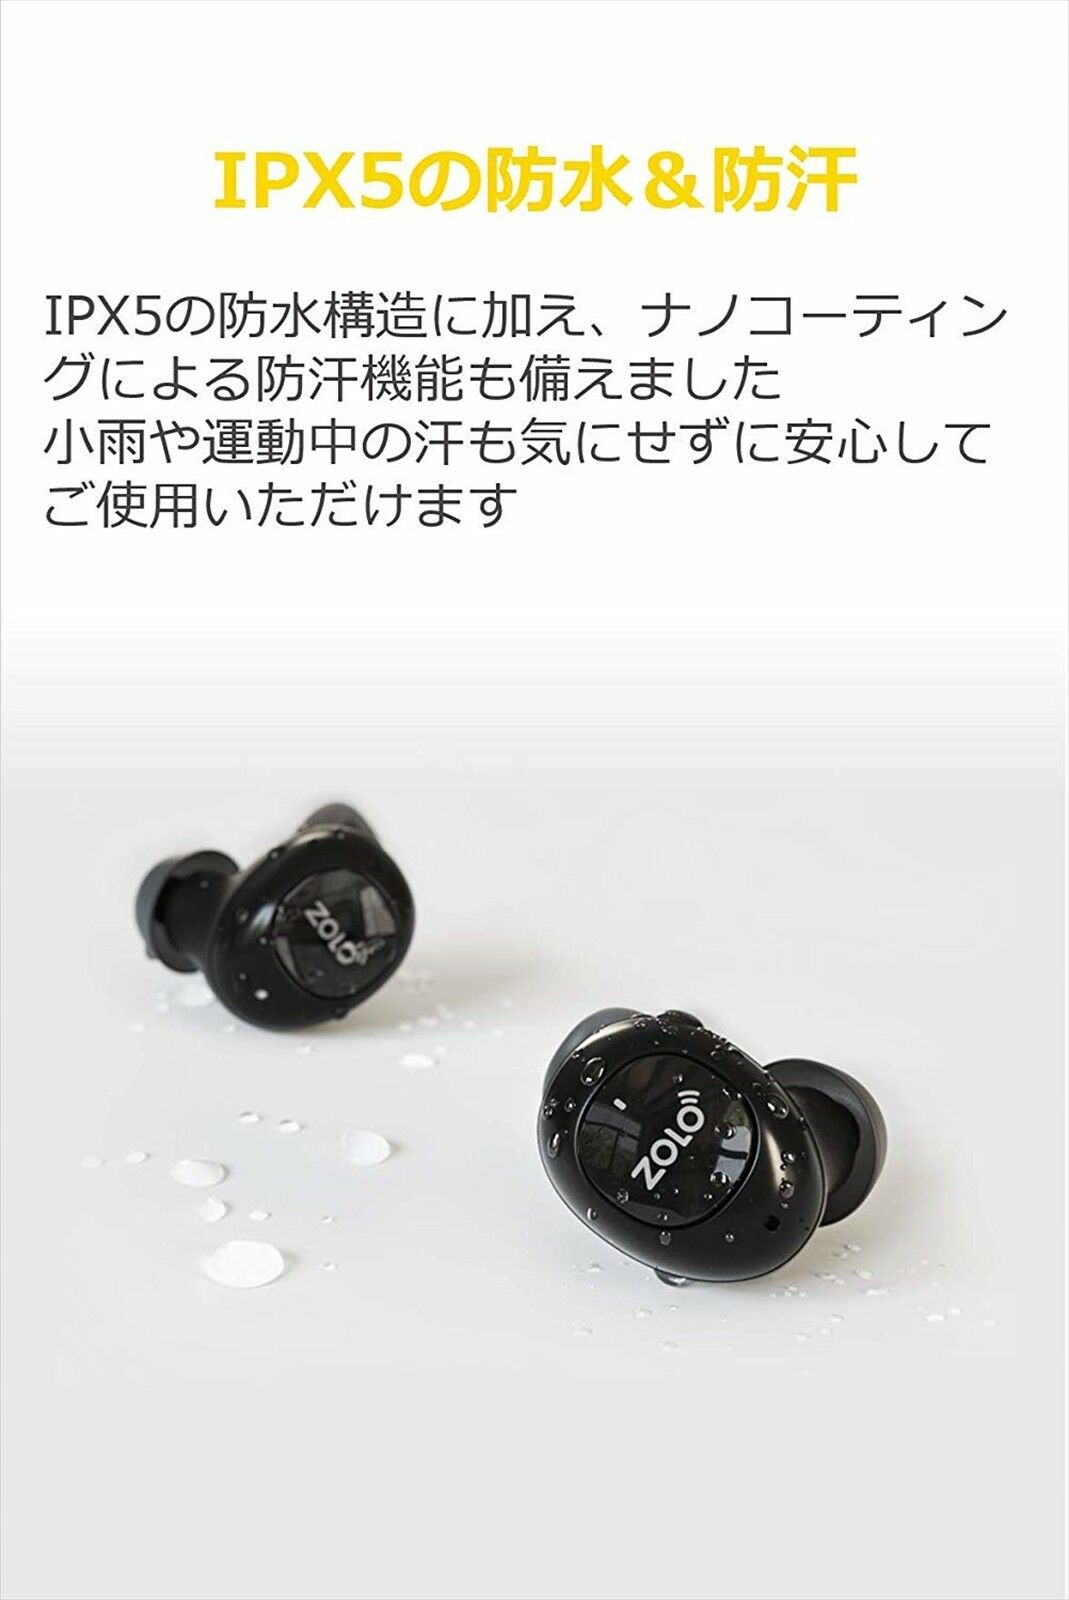 IPX5の防水＆防汗
IPX5の防水構造に加え、ナノコーティン
グによる防汗機能も備えました
小雨や運動中の汗も気にせずに安心して
ご使用いただけます
ZOLO
ZOLO